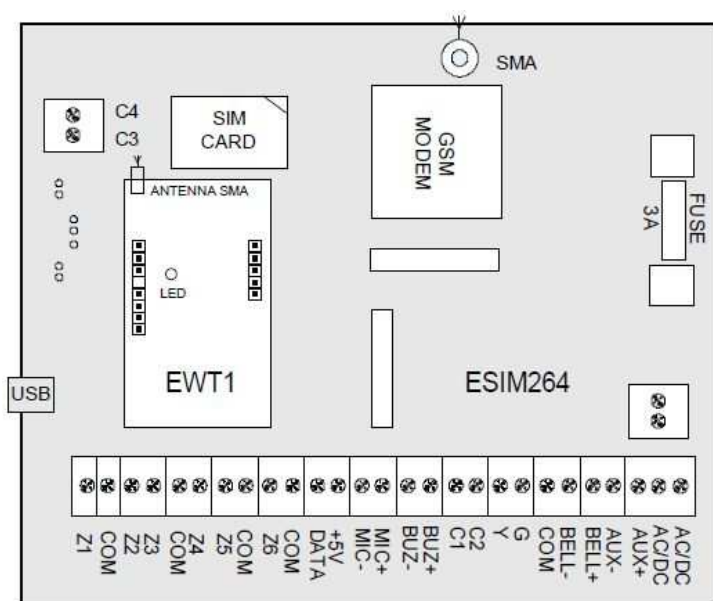 SMA
C4
C3
SIM
CARD
GSM
MODEM
ANTENNA SMA
FUSE
3A
LED
EWT1
ESIM264
USB
Z1
COM
Z2
Z3
COM
Z4
Z5
COM
Z6
COM
DATA
+5V
MIC-
MIC+
BUZ-
BUZ+
C1
C2
Y
G
COM
BELL-
BELL+
AUX-
AUX+
AC/DC
AC/DC